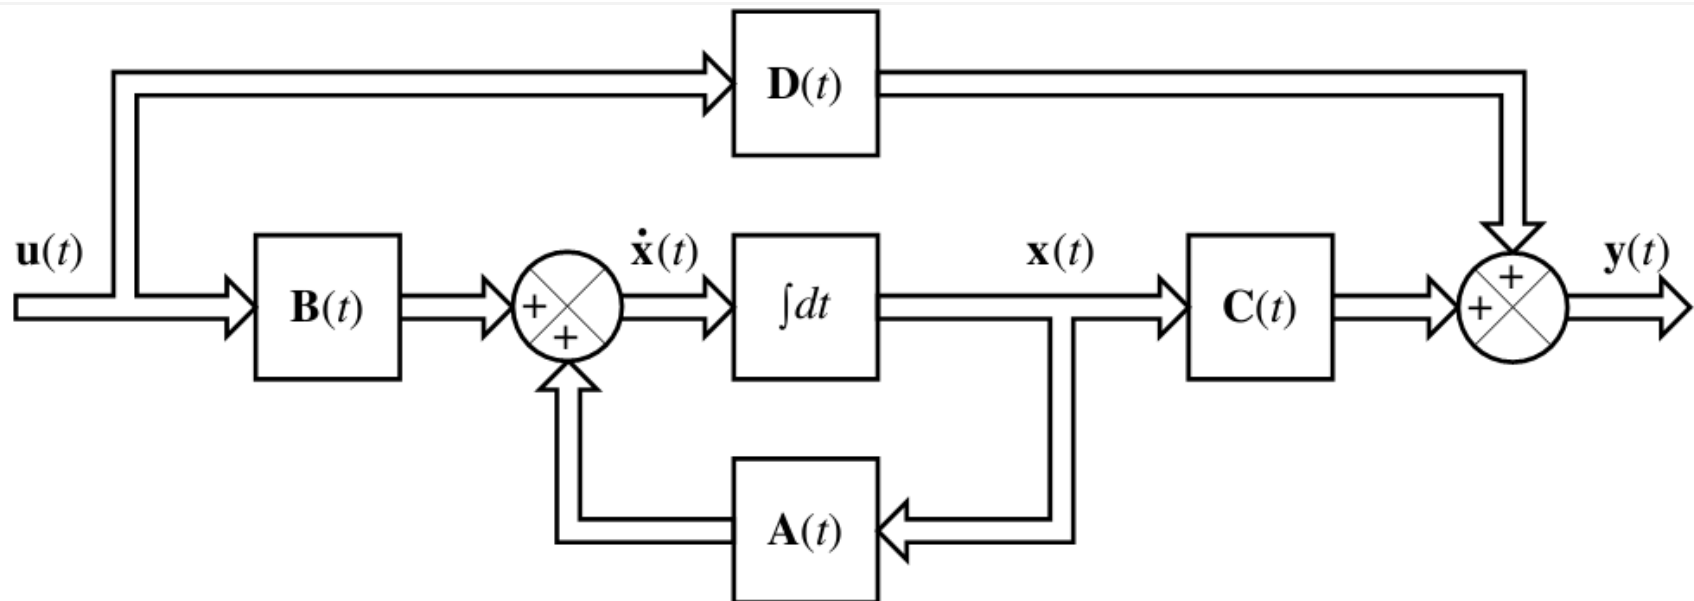 D(t)
u(t)
B(t)
+
+
ẋ(t)
∫dt
x(t)
C(t)
+
+
y(t)
A(t)